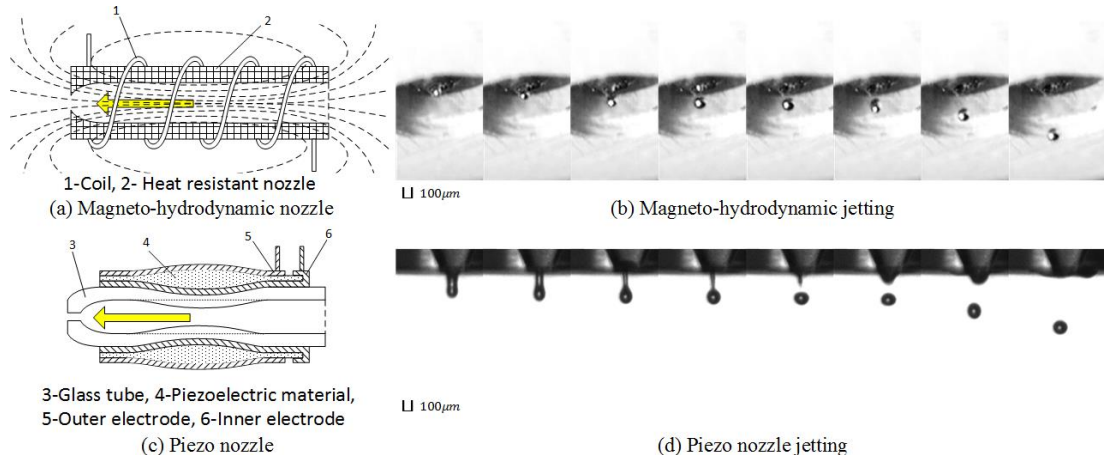 1
2
1-Coil, 2- Heat resistant nozzle
(a) Magneto-hydrodynamic nozzle
100μm
(b) Magneto-hydrodynamic jetting
3
4
5
6
3-Glass tube, 4-Piezoelectric material,
5-Outer electrode, 6-Inner electrode
(c) Piezo nozzle
100μm
(d) Piezo nozzle jetting